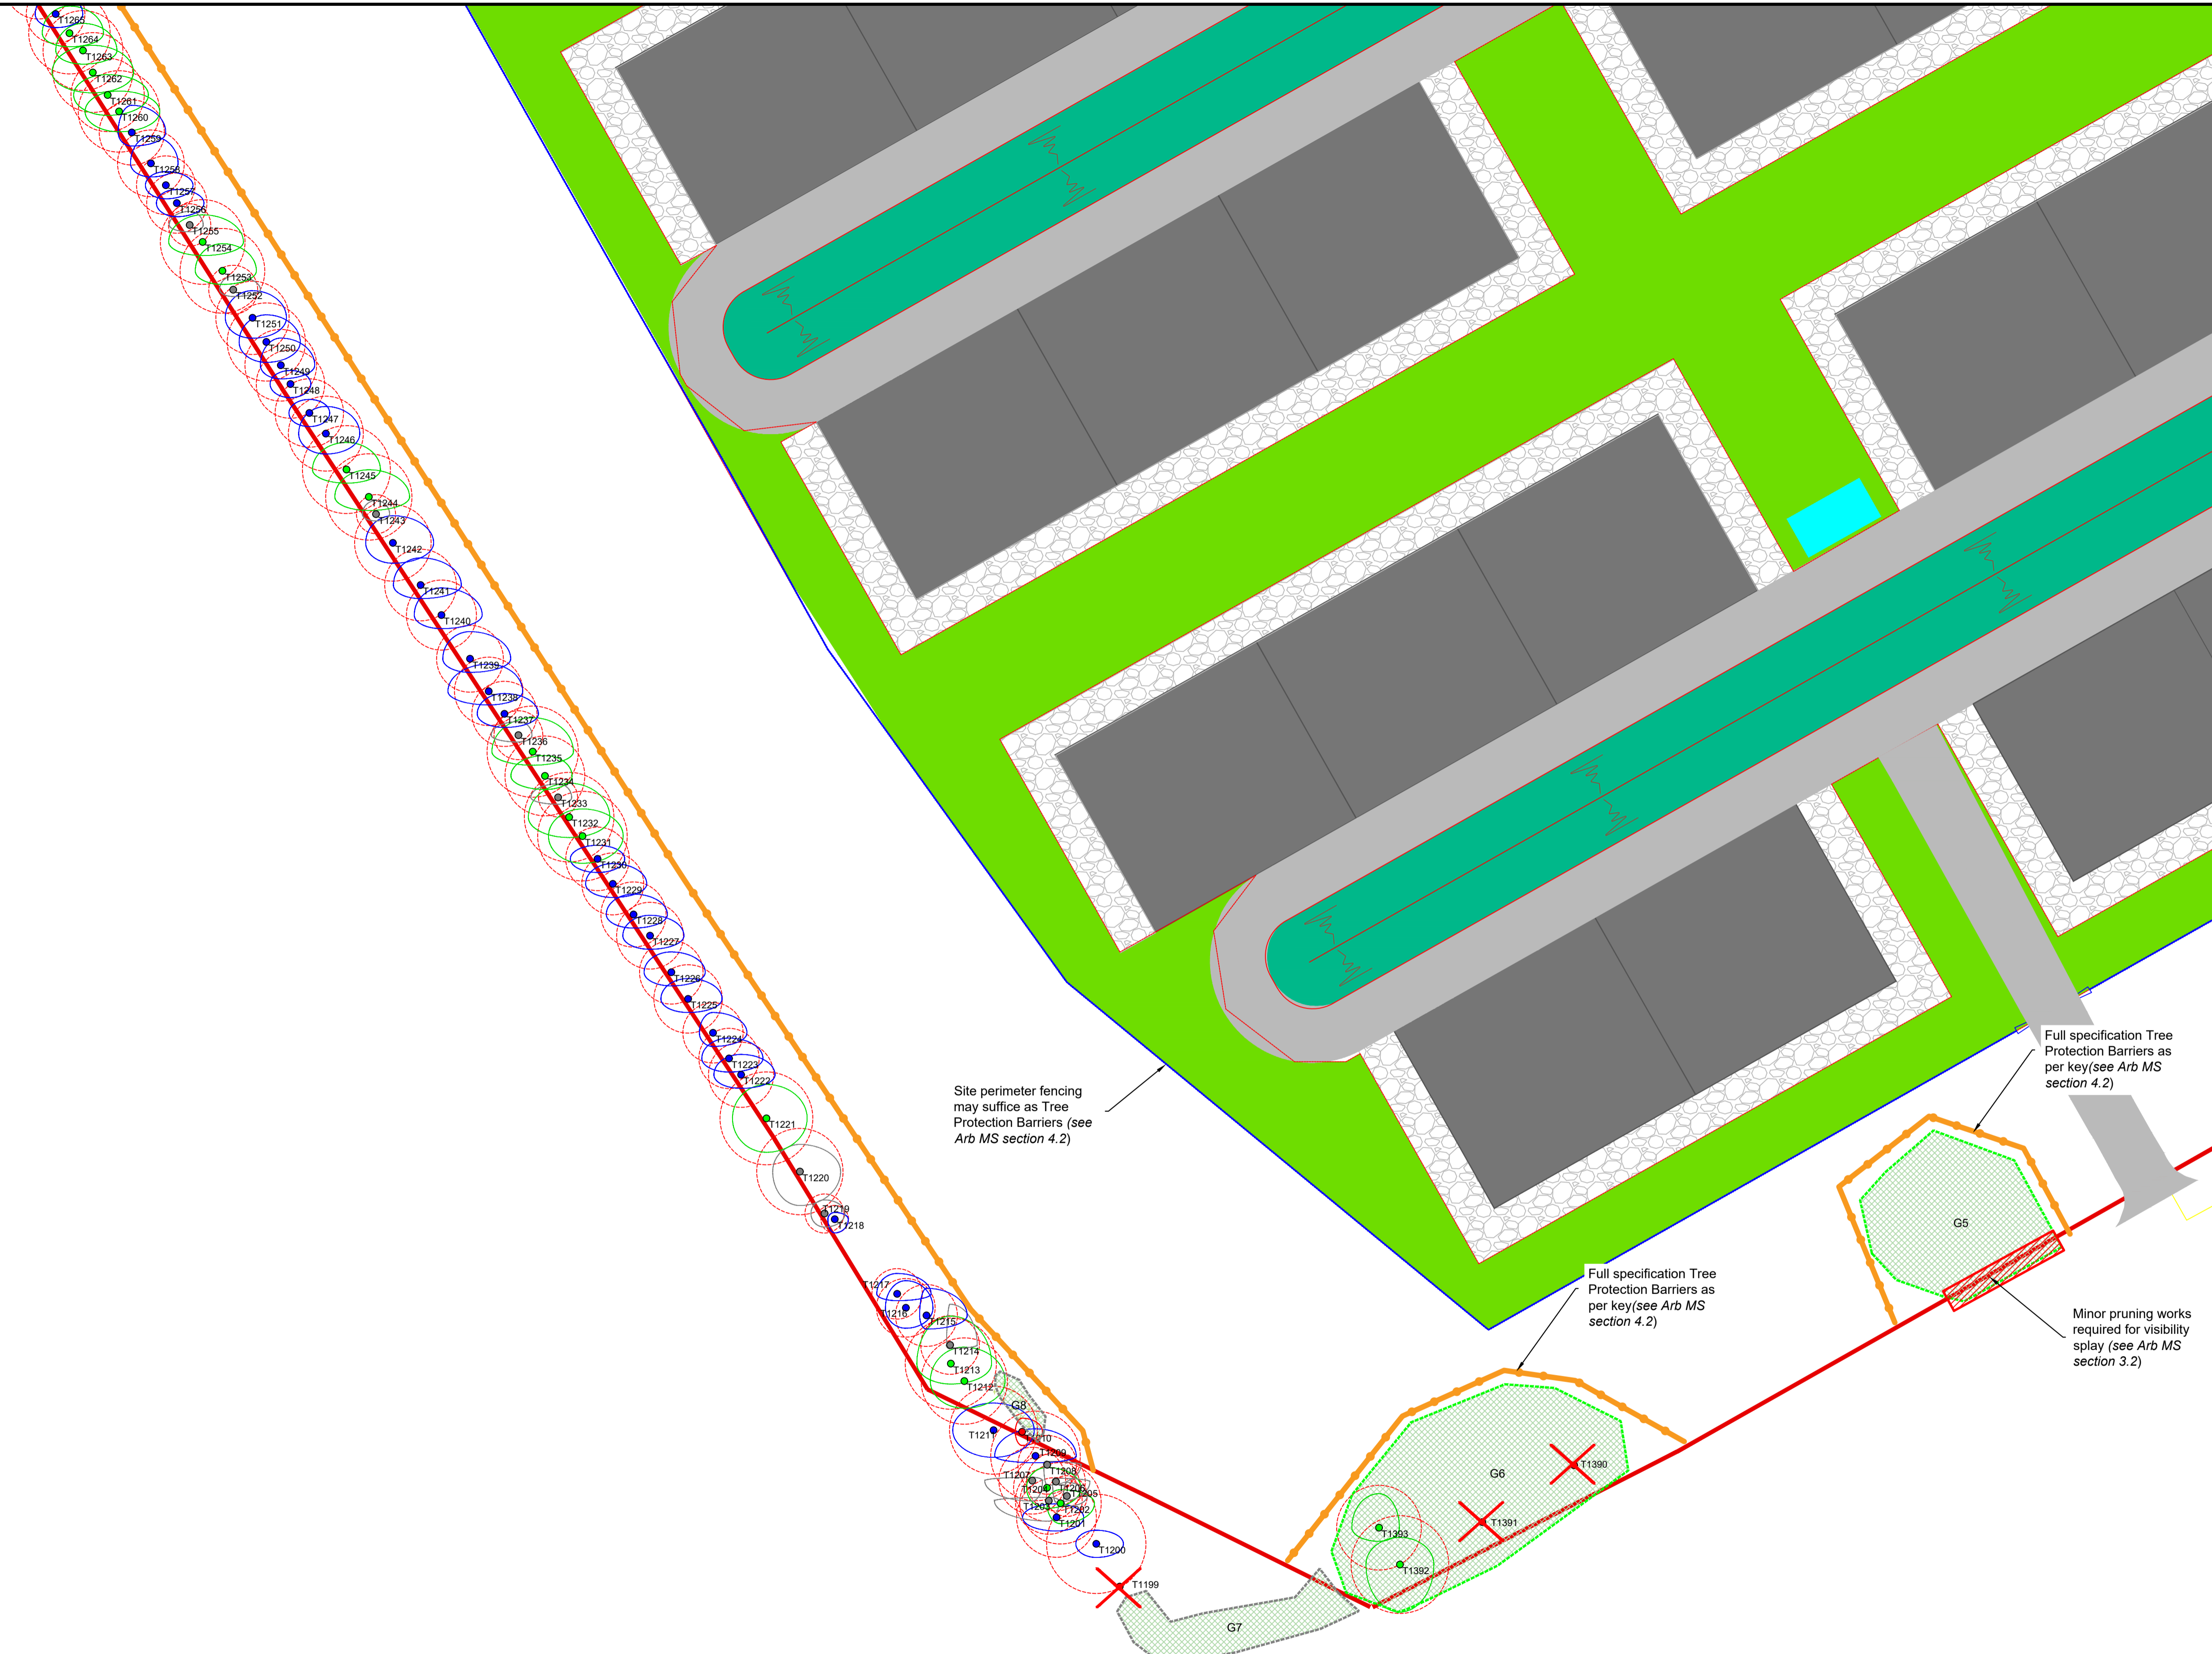 T1265
T1264
T1263
T1262
T1261
T1260
T1259
T1258
T1257
T1256
T1255
T1254
T1253
T1252
T1251
T1250
T1249
T1248
T1247
T1246
T1245
T1244
T1243
T1242
T1241
T1240
T1239
T1238
T1237
T1236
T1235
T1234
T1233
T1232
T1231
T1230
T1229
T1228
T1227
T1226
T1225
T1224
T1223
T1222
T1221
T1220
T1219
T1218
T1217
T1216
T1215
T1214
T1213
T1212
G8
T1211
T1210
T1209
T1208
T1207
T1206
T1204
T1205
T1203
T1202
T1201
T1200
T1199
G7
Site perimeter fencing
may suffice as Tree
Protection Barriers (see
Arb MS section 4.2)
Full specification Tree
Protection Barriers as
per key(see Arb MS
section 4.2)
G6
T1390
T1391
T1393
T1392
Full specification Tree
Protection Barriers as
per key(see Arb MS
section 4.2)
G5
Minor pruning works
required for visibility
splay (see Arb MS
section 3.2)